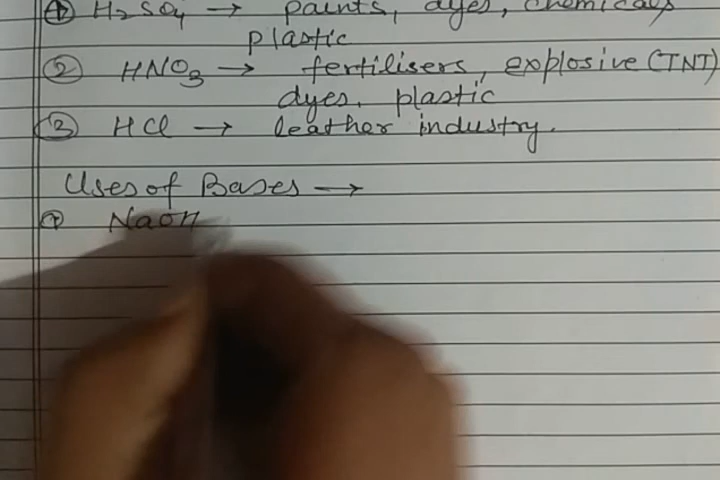 ① H₂SO₄ → paints, dyes, chemicals
plastic
② HNO₃ → fertilisers, explosive (TNT)
dyes, plastic
③ HCl → leather industry.
Uses of Bases →
① NaOH